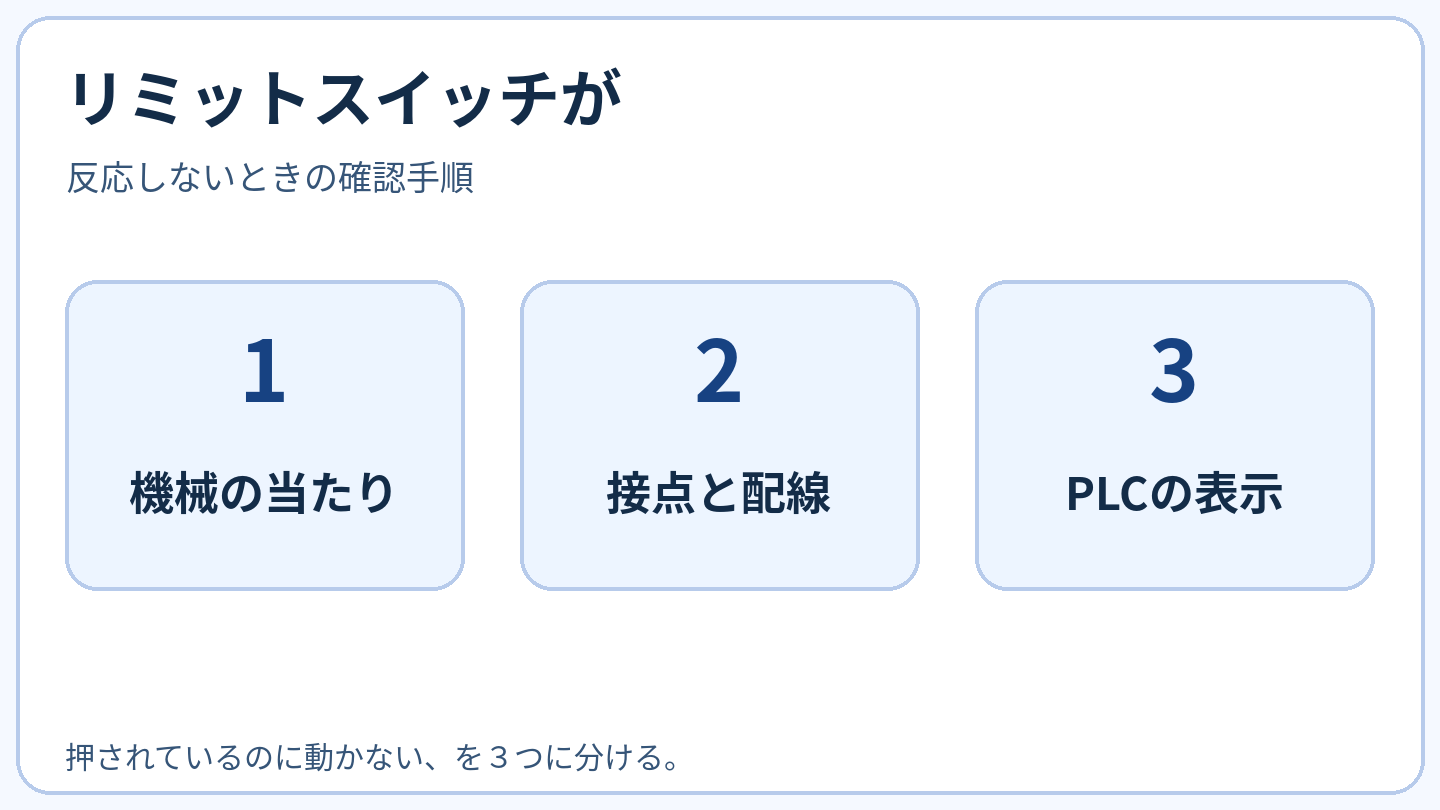 リミットスイッチが
反応しないときの確認手順
1
機械の当たり
2
接点と配線
3
PLCの表示
押されているのに動かない、を３つに分ける。